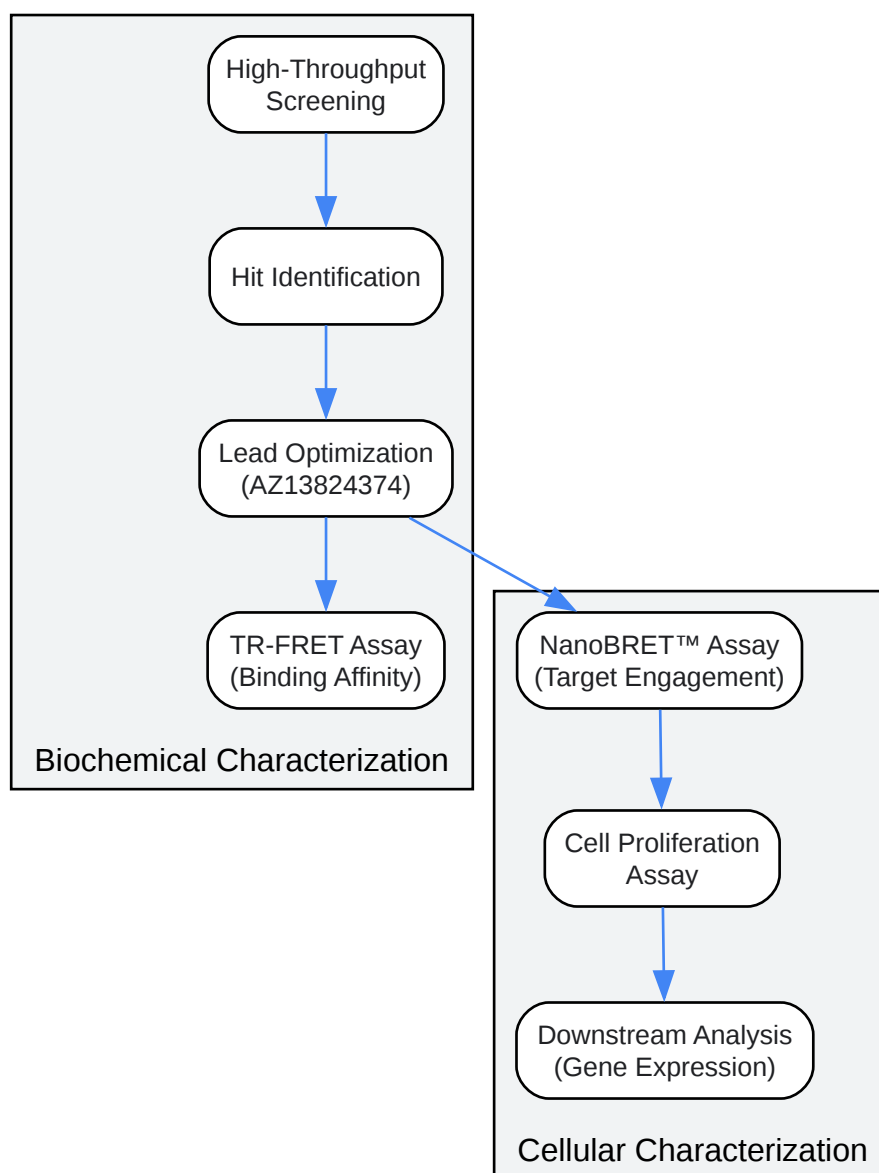 High-Throughput
Screening
Hit Identification
Lead Optimization
(AZ13824374)
TR-FRET Assay
(Binding Affinity)
Biochemical Characterization
NanoBRET™ Assay
(Target Engagement)
Cell Proliferation
Assay
Downstream Analysis
(Gene Expression)
Cellular Characterization